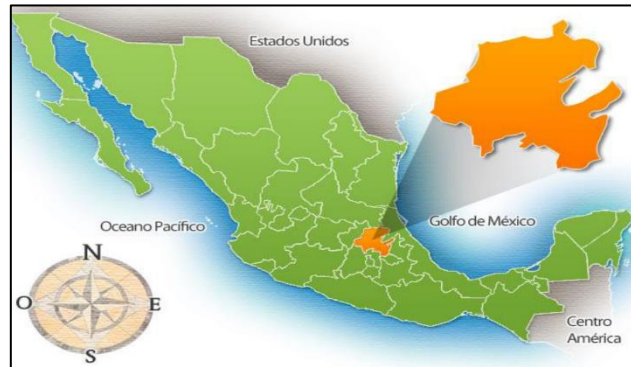 Estados Unidos
Golfo de México
Oceano Pacífico
N
O
E
S
Centro
América